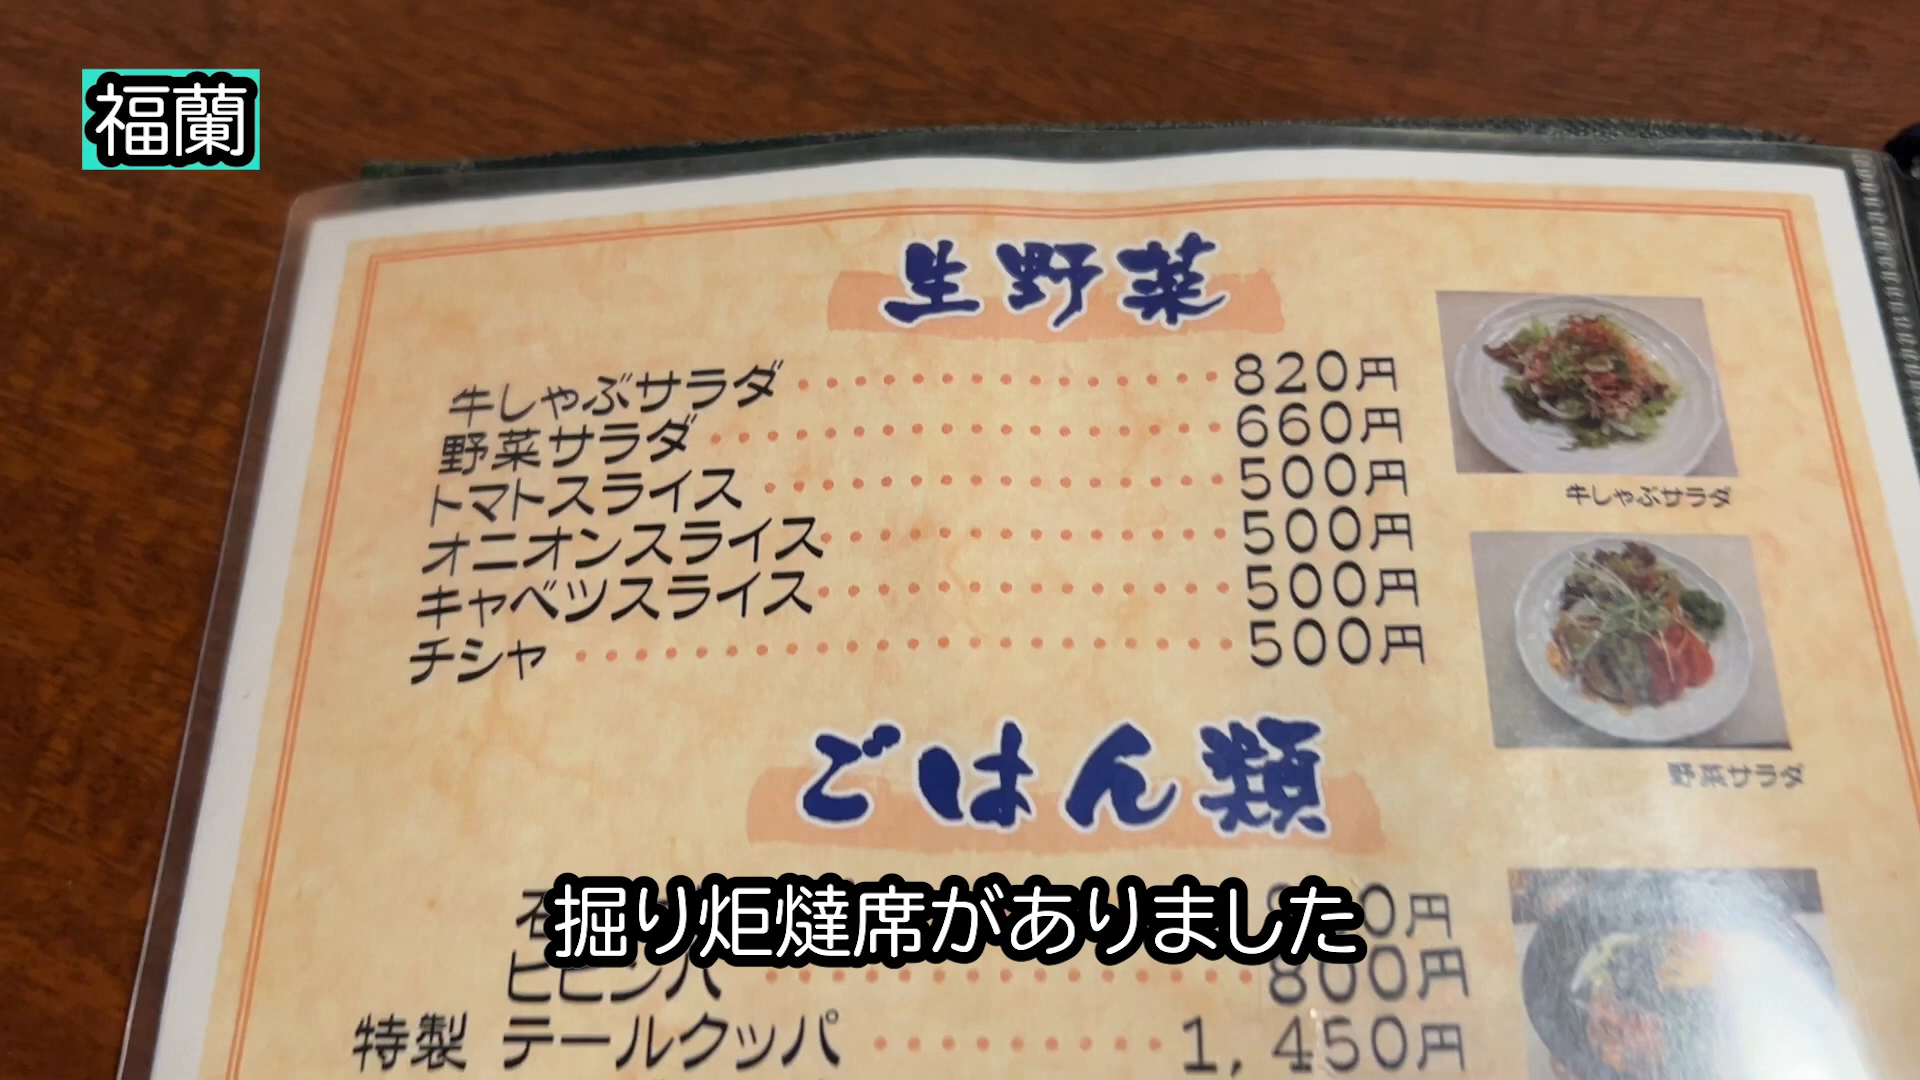 福蘭
生野菜
牛しゃぶサラダ 820円
野菜サラダ 660円
トマトスライス 500円
オニオンスライス 500円
キャベツスライス 500円
チシャ 500円
牛しゃぶサラダ
野菜サラダ
ごはん類
掘り炬燵席がありました
ビビンバ 800円
特製 テールクッパ 1,450円